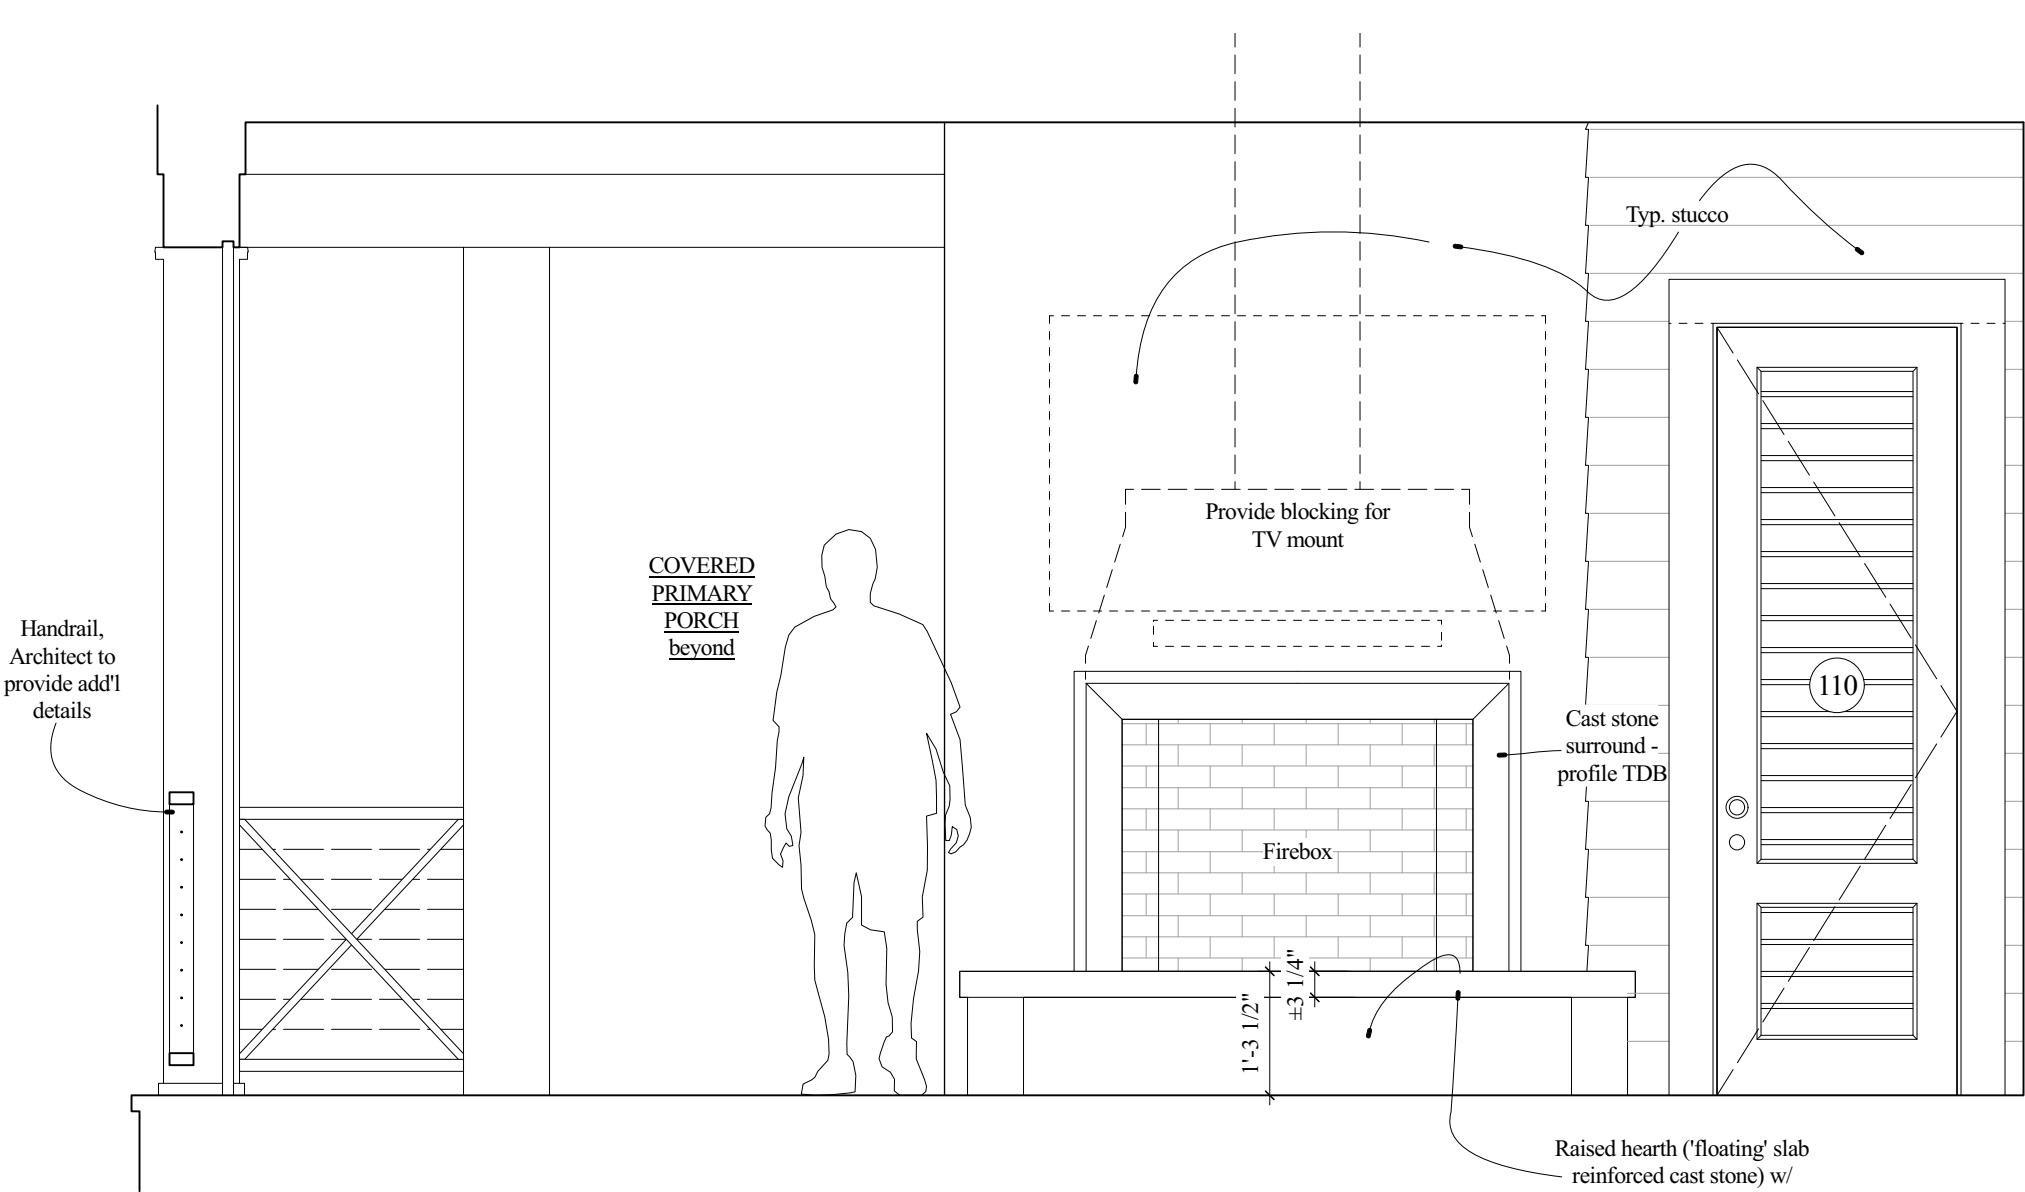 Typ. stucco
Provide blocking for
TV mount
COVERED
PRIMARY
PORCH
beyond
Handrail,
Architect to
provide add'l
details
110
Cast stone
surround -
profile TDB
Firebox
1'-3 1/2"
±3 1/4"
Raised hearth ('floating' slab
reinforced cast stone) w/